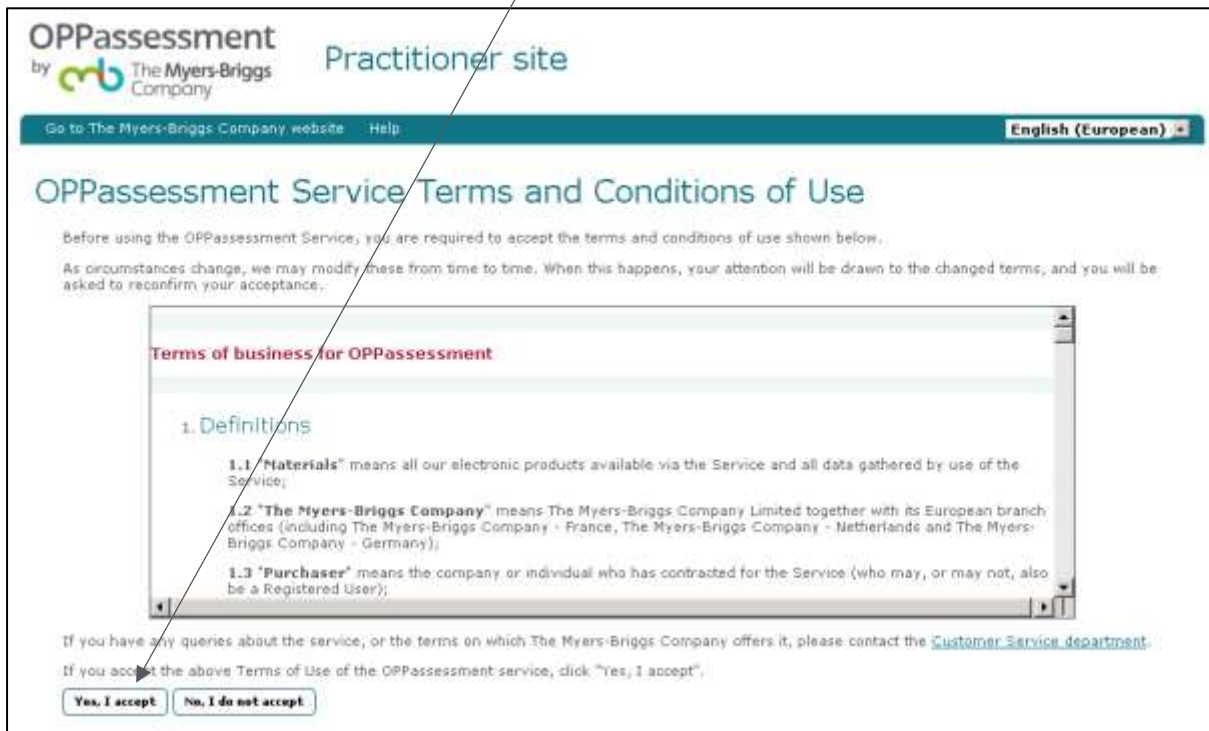 OPPassessment
by The Myers-Briggs
Company
Practitioner site
Go to The Myers-Briggs Company website Help English (European)
OPPassessment Service Terms and Conditions of Use
Before using the OPPassessment Service, you are required to accept the terms and conditions of use shown below.
As circumstances change, we may modify these from time to time. When this happens, your attention will be drawn to the changed terms, and you will be
asked to reconfirm your acceptance.
Terms of business for OPPassessment
1. Definitions
1.1 "Materials" means all our electronic products available via the Service and all data gathered by use of the
Service;
1.2 "The Myers-Briggs Company" means The Myers-Briggs Company Limited together with its European branch
offices (including The Myers-Briggs Company - France, The Myers-Briggs Company - Netherlands and The Myers-
Briggs Company - Germany);
1.3 "Purchaser" means the company or individual who has contracted for the Service (who may, or may not, also
be a Registered User);
If you have any queries about the service, or the terms on which The Myers-Briggs Company offers it, please contact the Customer Service department.
If you accept the above Terms of Use of the OPPassessment service, click "Yes, I accept".
Yes, I accept No, I do not accept